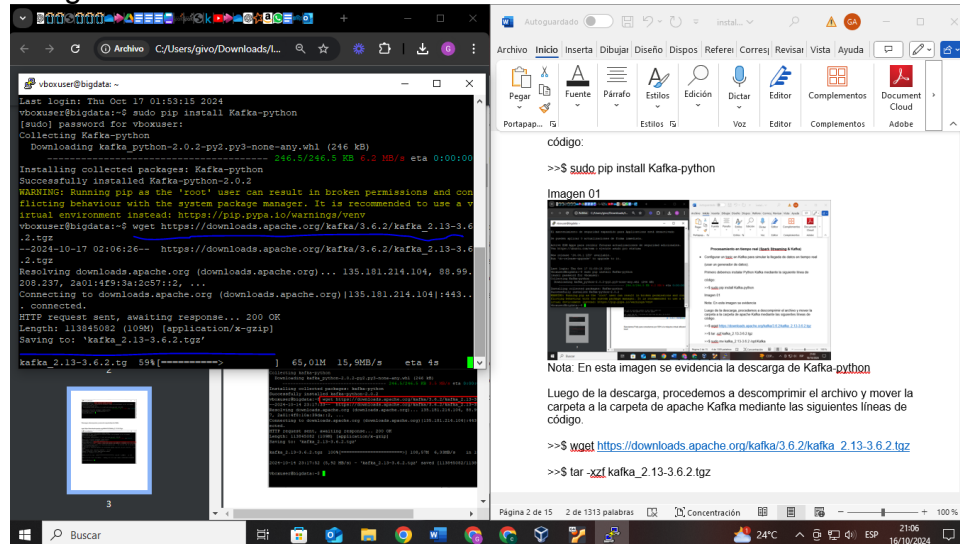 Archivo C:/Users/givo/Downloads/l...
vboxuser@bigdata: ~
Last login: Thu Oct 17 01:53:15 2024
vboxuser@bigdata:~$ sudo pip install Kafka-python
[sudo] password for vboxuser:
Collecting Kafka-python
Downloading kafka_python-2.0.2-py2.py3-none-any.whl (246 kB)
246.5/246.5 KB 6.2 MB/s eta 0:00:00
Installing collected packages: Kafka-python
Successfully installed Kafka-python-2.0.2
WARNING: Running pip as the 'root' user can result in broken permissions and con
flicting behaviour with the system package manager. It is recommended to use a v
irtual environment instead: https://pip.pypa.io/warnings/venv
vboxuser@bigdata:~$ wget https://downloads.apache.org/kafka/3.6.2/kafka_2.13-3.6
.2.tgz
--2024-10-17 02:06:26-- https://downloads.apache.org/kafka/3.6.2/kafka_2.13-3.6
.2.tgz
Resolving downloads.apache.org (downloads.apache.org)... 135.181.214.104, 88.99.
208.237, 2a01:4f9:3a:2c57::2, ...
Connecting to downloads.apache.org (downloads.apache.org)|135.181.214.104|:443..
. connected.
HTTP request sent, awaiting response... 200 OK
Length: 113845082 (109M) [application/x-gzip]
Saving to: ‘kafka_2.13-3.6.2.tgz’
kafka_2.13-3.6.2.tg 59%[==========> ] 65,01M 15,9MB/s eta 4s
2
3
Autoguardado instal...
GA
Archivo Inicio Inserta Dibujar Diseño Dispos Referei Corresj Revisar Vista Ayuda
Pegar Fuente Párrafo Estilos Edición Dictar Editor Complementos Document Cloud
Portapap... Estilos Voz Editor Complementos Adobe
código:
>>$ sudo pip install Kafka-python
Imagen 01
Nota: En esta imagen se evidencia la descarga de Kafka-python
Luego de la descarga, procedemos a descomprimir el archivo y mover la
carpeta a la carpeta de apache Kafka mediante las siguientes líneas de
código.
>>$ wget https://downloads.apache.org/kafka/3.6.2/kafka_2.13-3.6.2.tgz
>>$ tar -xzf kafka_2.13-3.6.2.tgz
Página 2 de 15 2 de 1313 palabras Concentración 100 %
Buscar
24°C ESP 21:06
16/10/2024